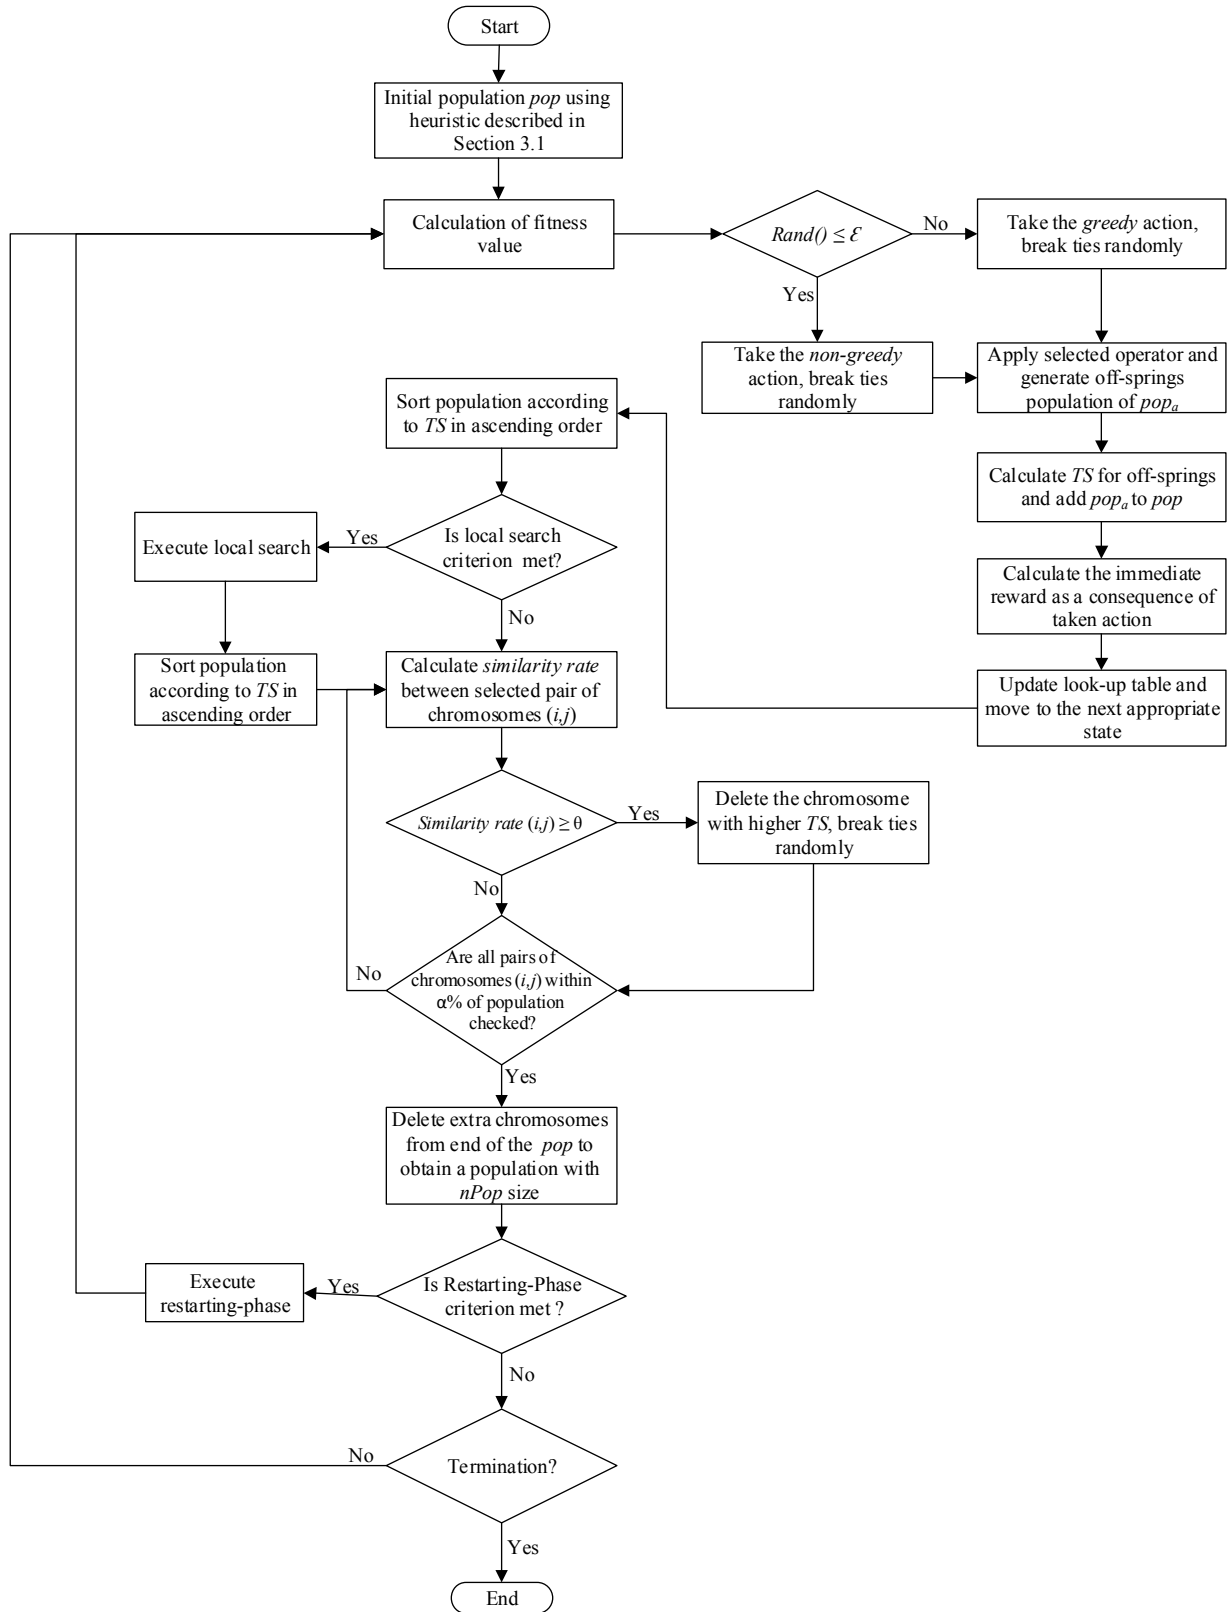 Start
Initial population pop using
heuristic described in
Section 3.1
Calculation of fitness
value
Rand() ≤ Ɛ
No
Yes
Take the greedy action,
break ties randomly
Take the non-greedy
action, break ties
randomly
Apply selected operator and
generate off-springs
population of popₐ
Calculate TS for off-springs
and add popₐ to pop
Calculate the immediate
reward as a consequence of
taken action
Update look-up table and
move to the next appropriate
state
Sort population according
to TS in ascending order
Is local search
criterion met?
Yes
No
Execute local search
Sort population
according to TS in
ascending order
Calculate similarity rate
between selected pair of
chromosomes (i,j)
Similarity rate (i,j) ≥ θ
Yes
No
Delete the chromosome
with higher TS, break ties
randomly
Are all pairs of
chromosomes (i,j) within
α% of population
checked?
No
Yes
Delete extra chromosomes
from end of the pop to
obtain a population with
nPop size
Is Restarting-Phase
criterion met ?
Yes
No
Execute
restarting-phase
Termination?
No
Yes
End